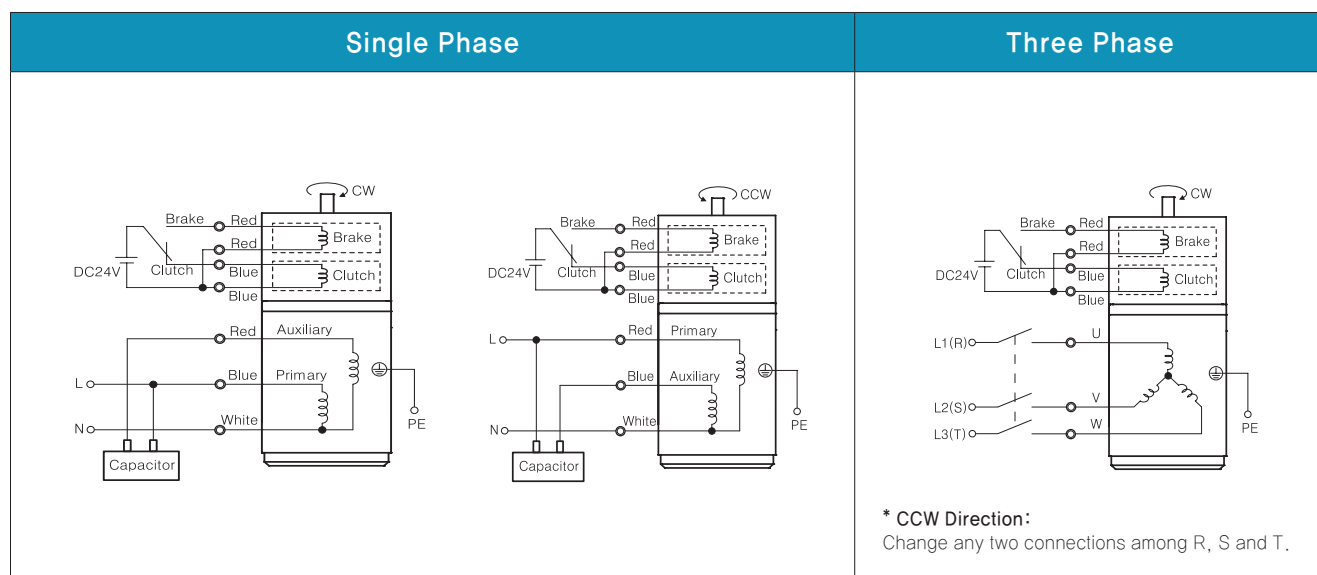 Single Phase
Three Phase
CW
Brake Red
Red Brake
DC24V Clutch Blue Clutch
Blue
Red Auxiliary
L Blue Primary
N White
PE
Capacitor
CCW
Brake Red
Red Brake
DC24V Clutch Blue Clutch
Blue
Red Primary
L
Blue Auxiliary
N White
PE
Capacitor
CW
Brake Red
Red Brake
DC24V Clutch Blue Clutch
Blue
L1(R) U
L2(S) V
L3(T) W
PE
* CCW Direction:
Change any two connections among R, S and T.